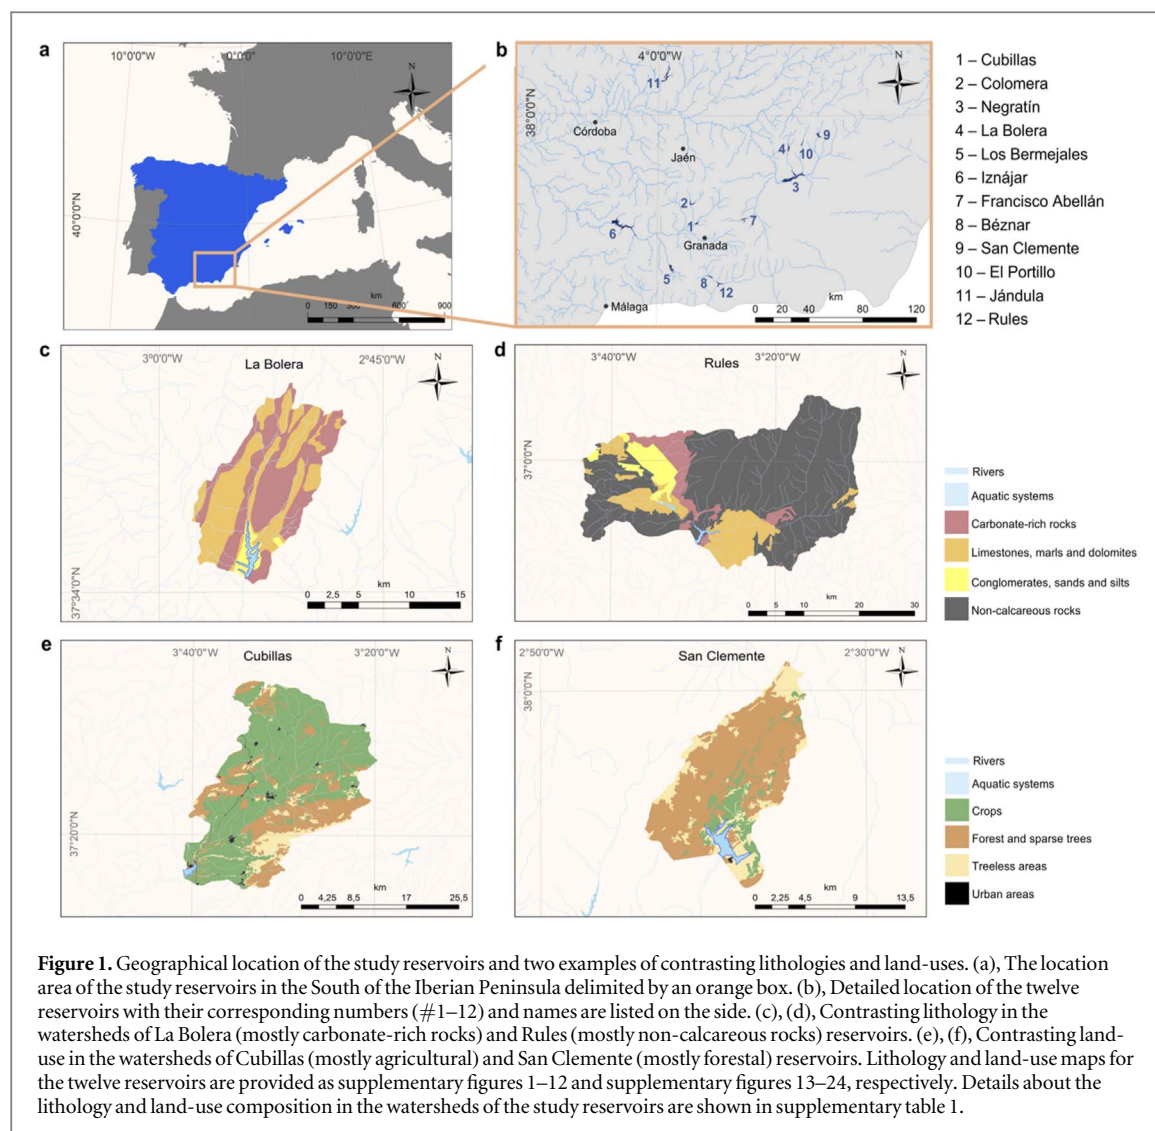 a
10°0'0"W
0°0'0"
10°0'0"E
N
40°0'0"N
km
0 150 300 600 900
b
4°0'0"W
N
38°0'0"N
11
Córdoba
Jaén
9
4
10
3
2
7
1
6
Granada
5
8
12
Málaga
km
0 20 40 80 120
1 – Cubillas
2 – Colomera
3 – Negratín
4 – La Bolera
5 – Los Bermejales
6 – Iznájar
7 – Francisco Abellán
8 – Béznar
9 – San Clemente
10 – El Portillo
11 – Jándula
12 – Rules
c
3°0'0"W
La Bolera
2°45'0"W
N
37°34'0"N
km
0 2,5 5 10 15
d
3°40'0"W
Rules
3°20'0"W
N
37°0'0"N
km
0 5 10 20 30
Rivers
Aquatic systems
Carbonate-rich rocks
Limestones, marls and dolomites
Conglomerates, sands and silts
Non-calcareous rocks
e
3°40'0"W
Cubillas
3°20'0"W
N
37°20'0"N
km
0 4,25 8,5 17 25,5
f
2°50'0"W
San Clemente
2°30'0"W
N
38°0'0"N
km
0 2,25 4,5 9 13,5
Rivers
Aquatic systems
Crops
Forest and sparse trees
Treeless areas
Urban areas
Figure 1. Geographical location of the study reservoirs and two examples of contrasting lithologies and land-uses. (a), The location
area of the study reservoirs in the South of the Iberian Peninsula delimited by an orange box. (b), Detailed location of the twelve
reservoirs with their corresponding numbers (#1–12) and names are listed on the side. (c), (d), Contrasting lithology in the
watersheds of La Bolera (mostly carbonate-rich rocks) and Rules (mostly non-calcareous rocks) reservoirs. (e), (f), Contrasting land-
use in the watersheds of Cubillas (mostly agricultural) and San Clemente (mostly forestal) reservoirs. Lithology and land-use maps for
the twelve reservoirs are provided as supplementary figures 1–12 and supplementary figures 13–24, respectively. Details about the
lithology and land-use composition in the watersheds of the study reservoirs are shown in supplementary table 1.